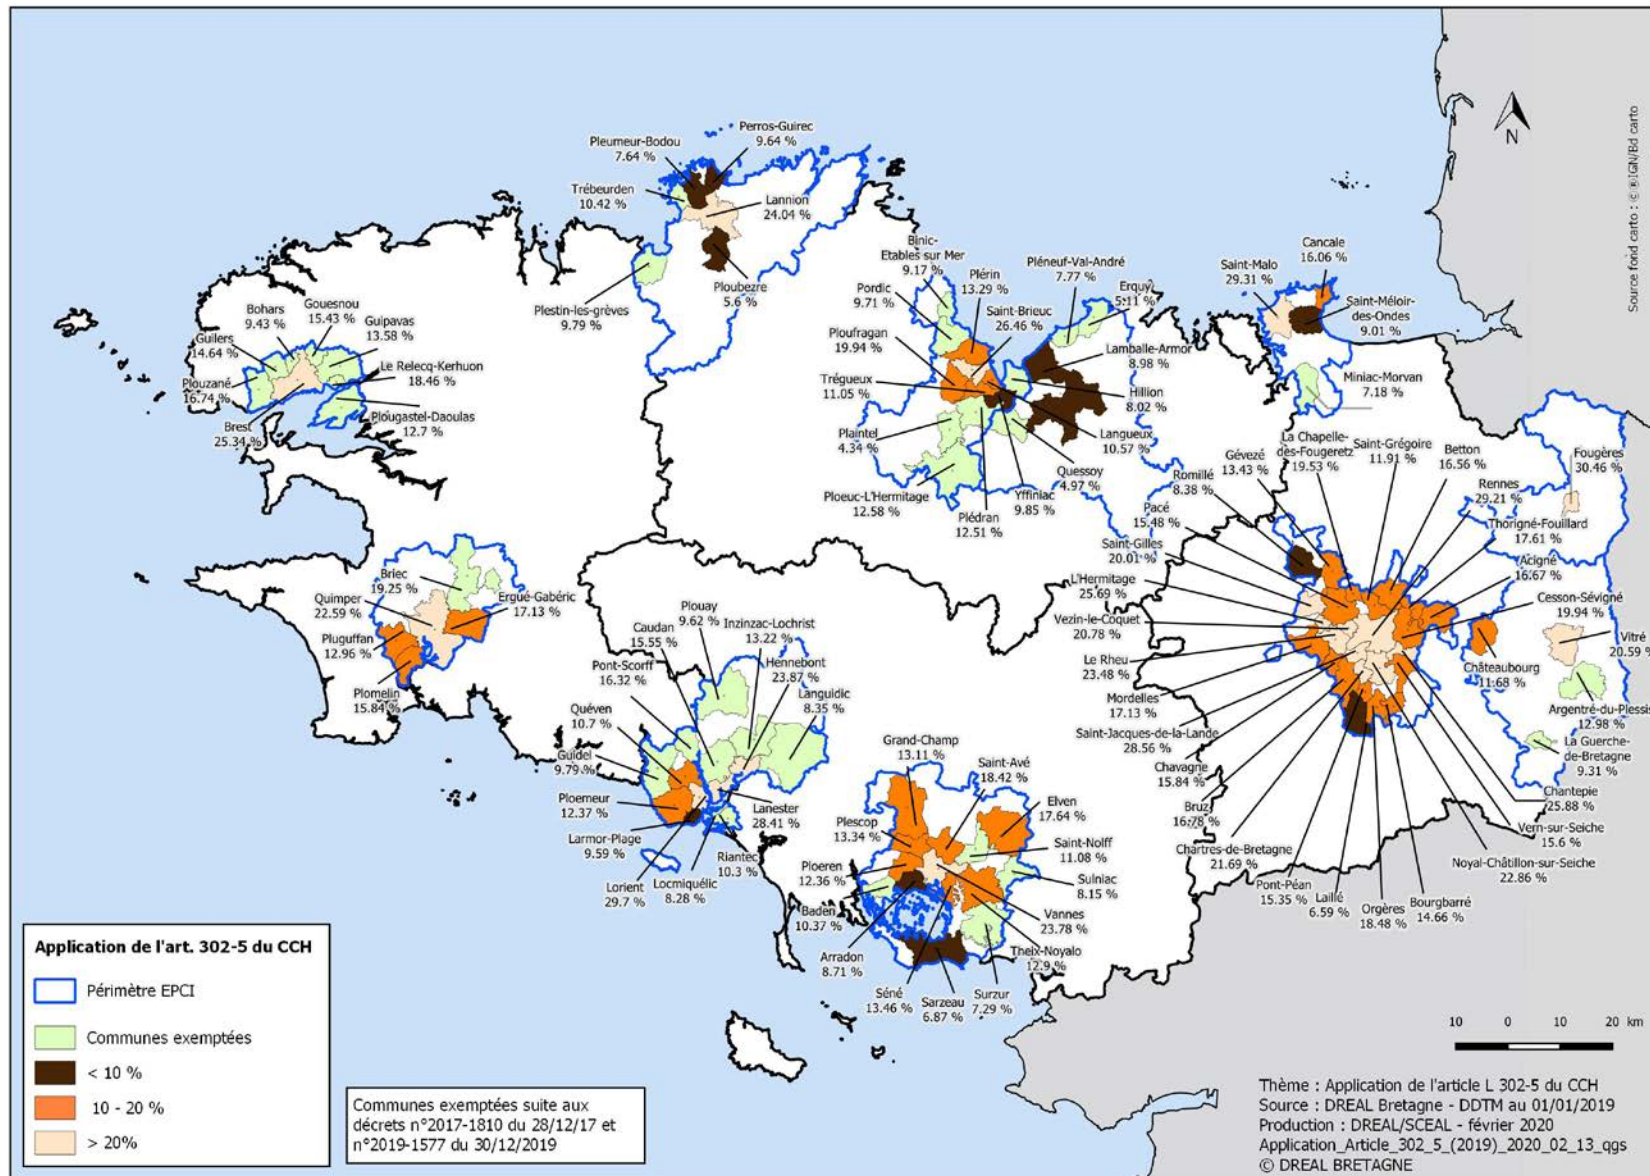 Source fond carto : © ®IGN/Bd carto
N
Perros-Guirec
9.64 %
Pleumeur-Bodou
7.64 %
Trébeurden
10.42 %
Lannion
24.04 %
Ploubezre
5.6 %
Plestin-les-grèves
9.79 %
Binic-
Etables sur Mer
9.17 %
Pordic
9.71 %
Plérin
13.29 %
Pléneuf-Val-André
7.77 %
Erquy
5.11 %
Saint-Brieuc
26.46 %
Ploufragan
19.94 %
Trégueux
11.05 %
Lamballe-Armor
8.98 %
Hillion
8.02 %
Langueux
10.57 %
Plaintel
4.34 %
Quessoy
4.97 %
Ploeuc-L'Hermitage
12.58 %
Yffiniac
9.85 %
Plédran
12.51 %
Cancale
16.06 %
Saint-Malo
29.31 %
Saint-Méloir-
des-Ondes
9.01 %
Miniac-Morvan
7.18 %
Bohars
9.43 %
Gouesnou
15.43 %
Guipavas
13.58 %
Guilers
14.64 %
Le Relecq-Kerhuon
18.46 %
Plouzané
16.74 %
Plougastel-Daoulas
12.7 %
Brest
25.34 %
Briec
19.25 %
Quimper
22.59 %
Ergué-Gabéric
17.13 %
Pluguffan
12.96 %
Plomelin
15.84 %
Plouay
9.62 %
Inzinzac-Lochrist
13.22 %
Caudan
15.55 %
Hennebont
23.87 %
Pont-Scorff
16.32 %
Languidic
8.35 %
Quéven
10.7 %
Guidel
9.79 %
Ploemeur
12.37 %
Lanester
28.41 %
Larmor-Plage
9.59 %
Riantec
10.3 %
Locmiquélic
8.28 %
Lorient
29.7 %
Grand-Champ
13.11 %
Saint-Avé
18.42 %
Elven
17.64 %
Plescop
13.34 %
Saint-Nolff
11.08 %
Ploeren
12.36 %
Sulniac
8.15 %
Baden
10.37 %
Vannes
23.78 %
Arradon
8.71 %
Theix-Noyalo
12.9 %
Séné
13.46 %
Sarzeau
6.87 %
Surzur
7.29 %
La Chapelle-
des-Fougeretz
19.53 %
Saint-Grégoire
11.91 %
Betton
16.56 %
Gévezé
13.43 %
Romillé
8.38 %
Rennes
29.21 %
Fougères
30.46 %
Pacé
15.48 %
Thorigné-Fouillard
17.61 %
Saint-Gilles
20.01 %
Acigné
16.67 %
L'Hermitage
25.69 %
Cesson-Sévigné
19.94 %
Vezin-le-Coquet
20.78 %
Vitré
20.59 %
Le Rheu
23.48 %
Châteaubourg
11.68 %
Mordelles
17.13 %
Argentré-du-Plessis
12.98 %
Saint-Jacques-de-la-Lande
28.56 %
La Guerche-
de-Bretagne
9.31 %
Chavagne
15.84 %
Chantepie
25.88 %
Bruz
16.78 %
Vern-sur-Seiche
15.6 %
Chartres-de-Bretagne
21.69 %
Noyal-Châtillon-sur-Seiche
22.86 %
Pont-Péan
15.35 %
Laillé
6.59 %
Orgères
18.48 %
Bourgbarré
14.66 %
Application de l'art. 302-5 du CCH
Périmètre EPCI
Communes exemptées
< 10 %
10 - 20 %
> 20%
Communes exemptées suite aux
décrets n°2017-1810 du 28/12/17 et
n°2019-1577 du 30/12/2019
10 0 10 20 km
Thème : Application de l'article L 302-5 du CCH
Source : DREAL Bretagne - DDTM au 01/01/2019
Production : DREAL/SCEAL - février 2020
Application_Article_302_5_(2019)_2020_02_13_qgs
© DREAL BRETAGNE